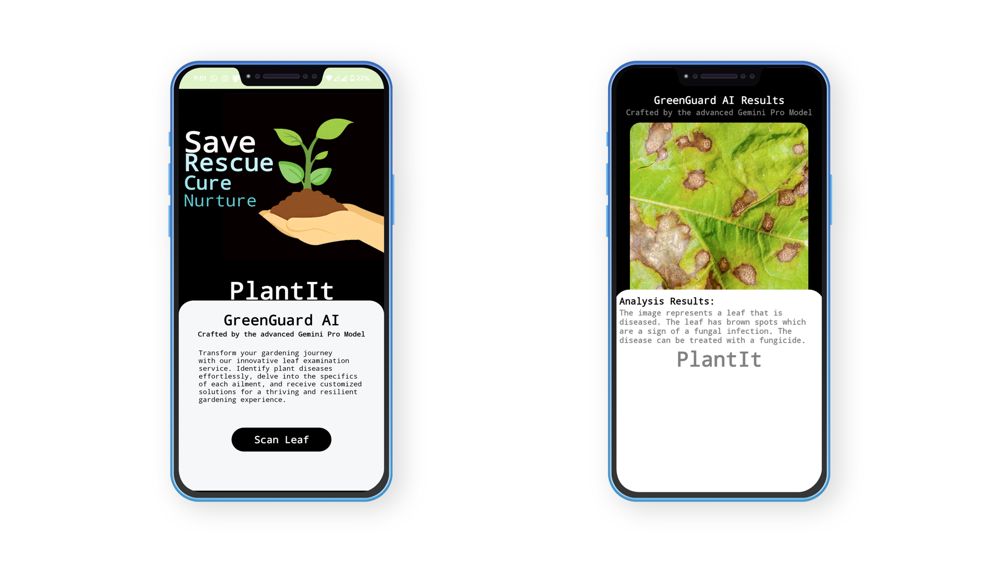 9:51
22%
Save
Rescue
Cure
Nurture
PlantIt
GreenGuard AI
Crafted by the advanced Gemini Pro Model
Transform your gardening journey
with our innovative leaf examination
service. Identify plant diseases
effortlessly, delve into the specifics
of each ailment, and receive customized
solutions for a thriving and resilient
gardening experience.
Scan Leaf
GreenGuard AI Results
Crafted by the advanced Gemini Pro Model
Analysis Results:
The image represents a leaf that is
diseased. The leaf has brown spots which
are a sign of a fungal infection. The
disease can be treated with a fungicide.
PlantIt